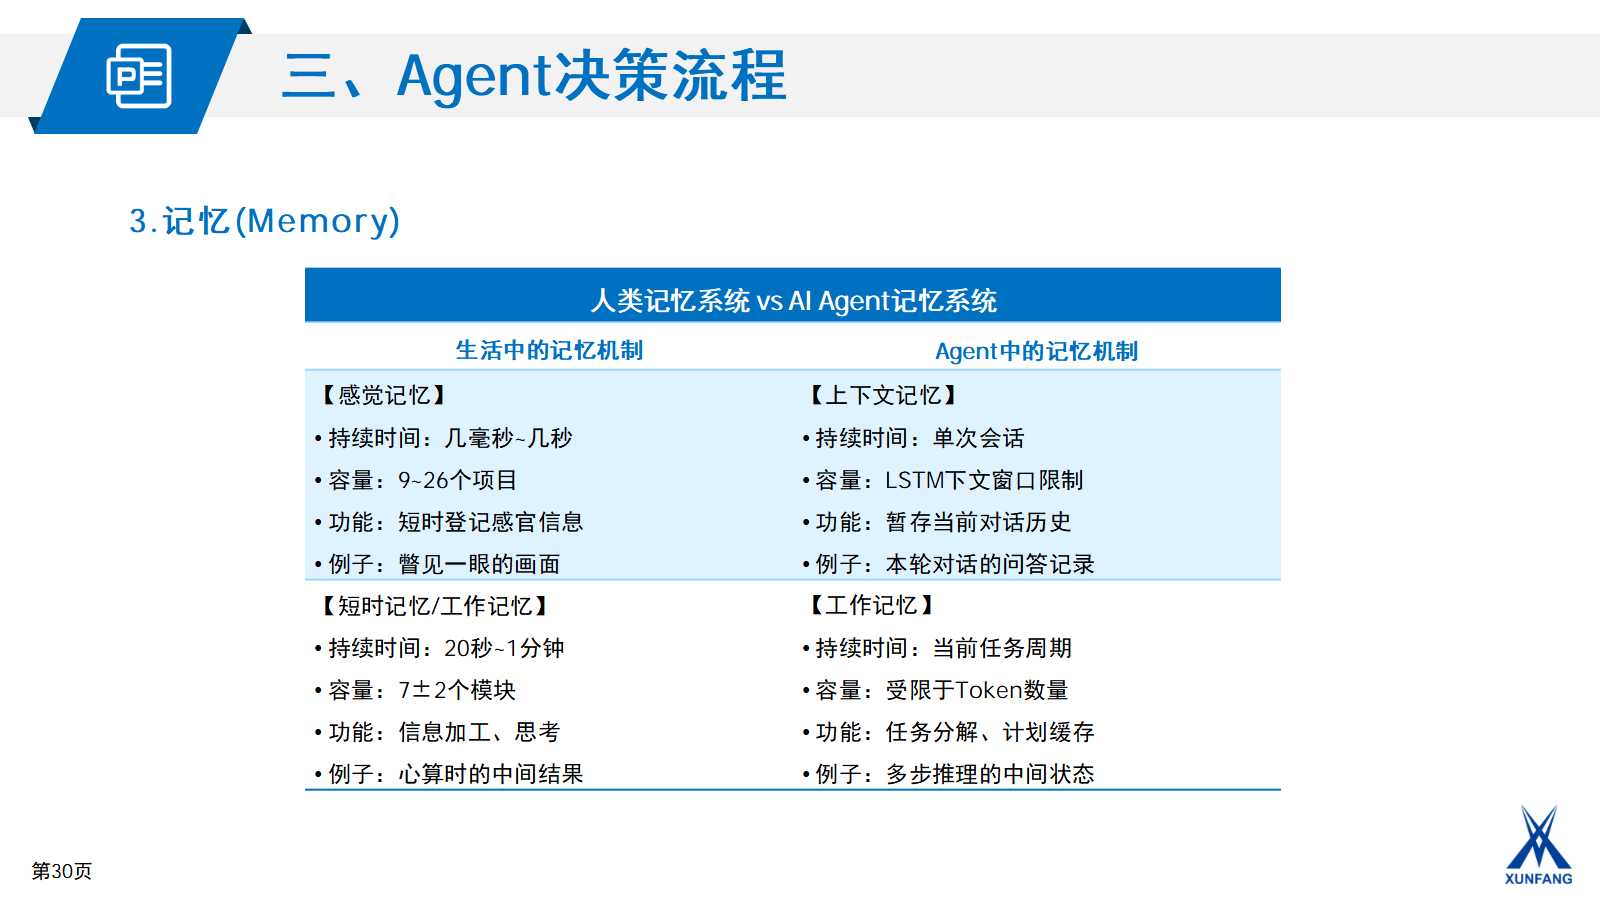 三、Agent决策流程
3.记忆(Memory)
人类记忆系统 vs AI Agent记忆系统
生活中的记忆机制
Agent中的记忆机制
【感觉记忆】
• 持续时间：几毫秒~几秒
• 容量：9~26个项目
• 功能：短时登记感官信息
• 例子：瞥见一眼的画面
【上下文记忆】
• 持续时间：单次会话
• 容量：LSTM下文窗口限制
• 功能：暂存当前对话历史
• 例子：本轮对话的问答记录
【短时记忆/工作记忆】
• 持续时间：20秒~1分钟
• 容量：7±2个模块
• 功能：信息加工、思考
• 例子：心算时的中间结果
【工作记忆】
• 持续时间：当前任务周期
• 容量：受限于Token数量
• 功能：任务分解、计划缓存
• 例子：多步推理的中间状态
第30页
XUNFANG